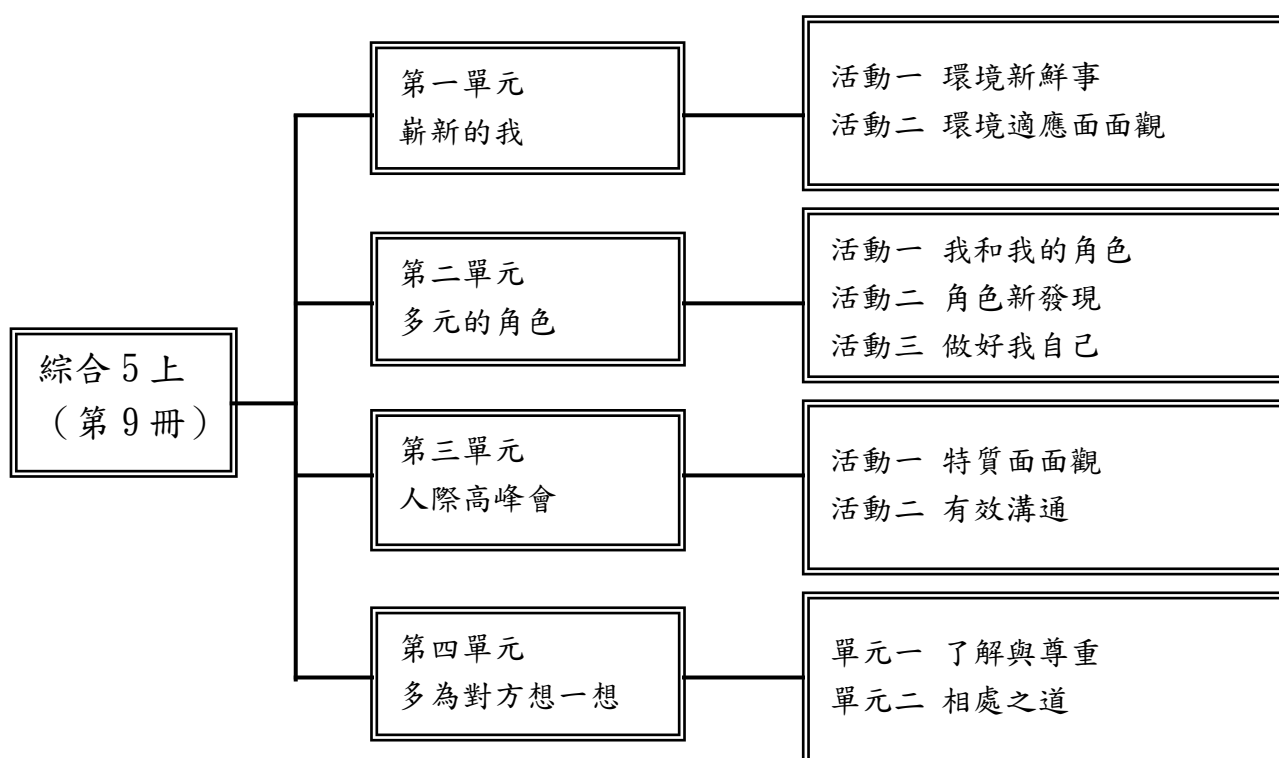 綜合5上
（第9冊）
第一單元
嶄新的我
活動一 環境新鮮事
活動二 環境適應面面觀
第二單元
多元的角色
活動一 我和我的角色
活動二 角色新發現
活動三 做好我自己
第三單元
人際高峰會
活動一 特質面面觀
活動二 有效溝通
第四單元
多為對方想一想
單元一 了解與尊重
單元二 相處之道